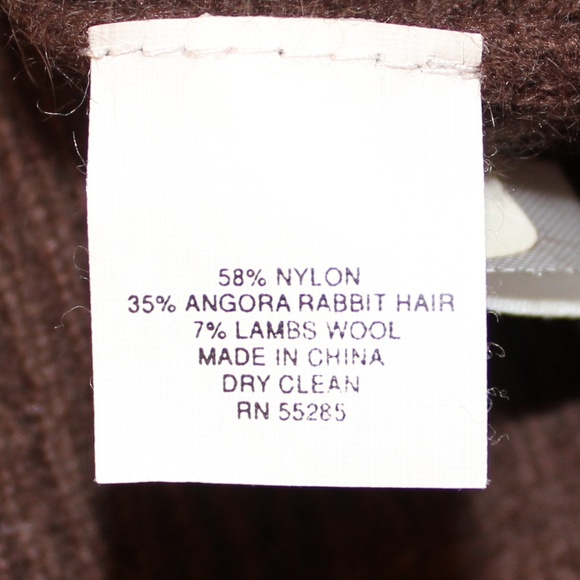 58% NYLON
35% ANGORA RABBIT HAIR
7% LAMBS WOOL
MADE IN CHINA
DRY CLEAN
RN 55285